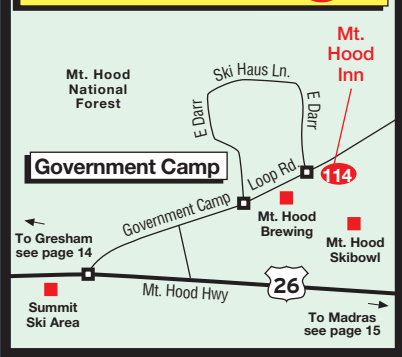 Mt.
Hood
Inn
Mt. Hood
National
Forest
Ski Haus Ln.
E Darr
E Darr
Government Camp
Loop Rd.
114
Government Camp
Mt. Hood
Brewing
Mt. Hood
Skibowl
To Gresham
see page 14
Mt. Hood Hwy
26
Summit
Ski Area
To Madras
see page 15